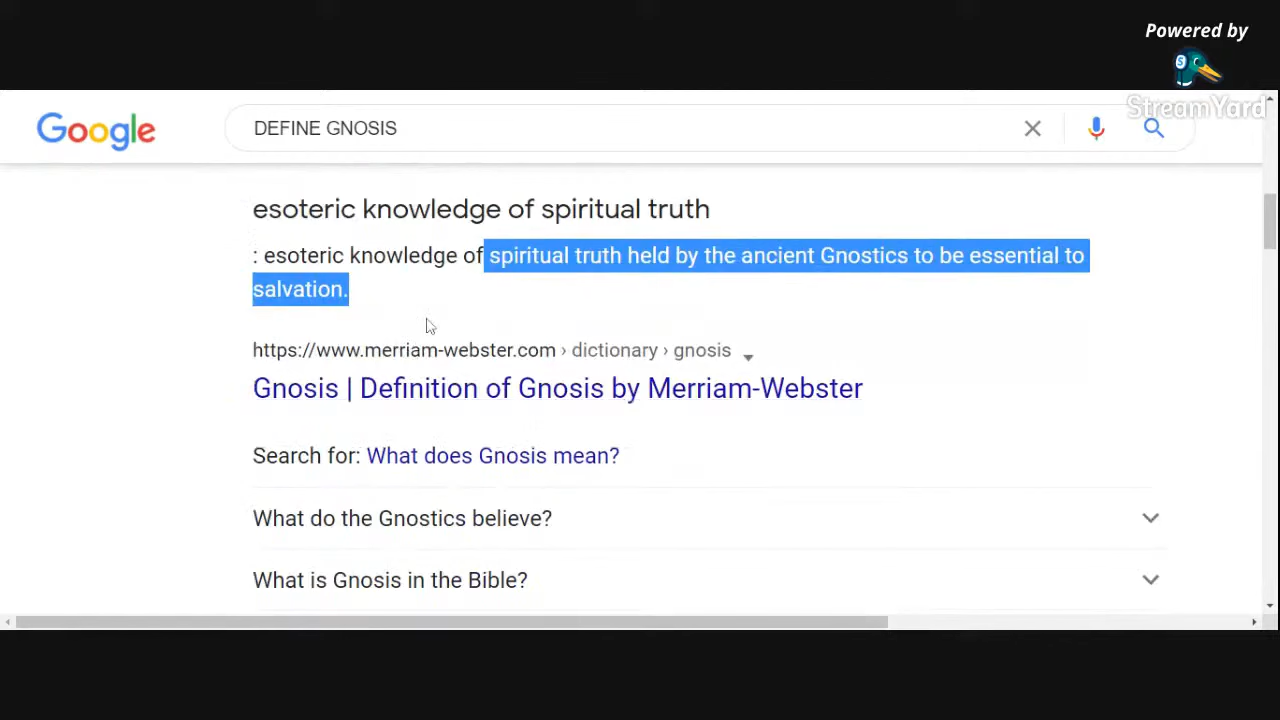 Powered by
StreamYard
Google
DEFINE GNOSIS
esoteric knowledge of spiritual truth
: esoteric knowledge of spiritual truth held by the ancient Gnostics to be essential to
salvation.
https://www.merriam-webster.com › dictionary › gnosis
Gnosis | Definition of Gnosis by Merriam-Webster
Search for: What does Gnosis mean?
What do the Gnostics believe?
What is Gnosis in the Bible?